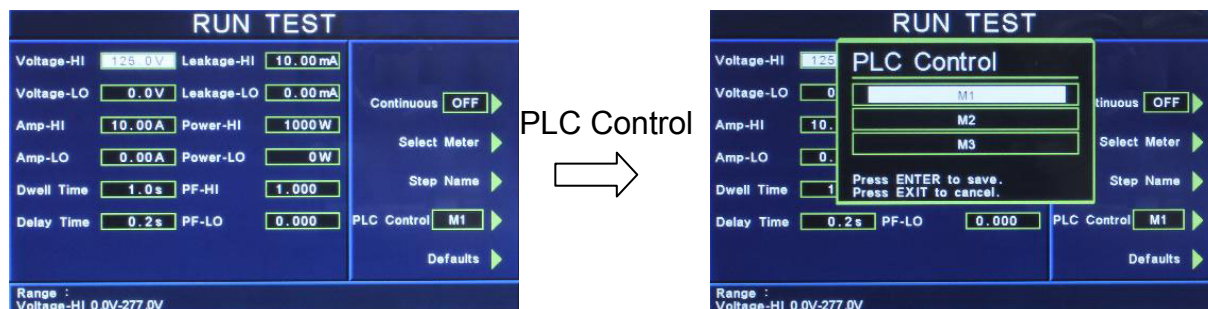 RUN TEST
Voltage-HI 125.0V Leakage-HI 10.00mA
Voltage-LO 0.0V Leakage-LO 0.00mA
Continuous OFF
Amp-HI 10.00A Power-HI 1000W
Select Meter
Amp-LO 0.00A Power-LO 0W
Step Name
Dwell Time 1.0s PF-HI 1.000
Delay Time 0.2s PF-LO 0.000
PLC Control M1
Defaults
Range :
Voltage-HI 0.0V-277.0V
PLC Control
RUN TEST
Voltage-HI 125
Voltage-LO 0
Amp-HI 10.
Amp-LO 0.
Dwell Time 1
Delay Time 0.2s PF-LO 0.000
PLC Control
M1
M2
M3
Press ENTER to save.
Press EXIT to cancel.
tinuous OFF
Select Meter
Step Name
PLC Control M1
Defaults
Range :
Voltage-HI 0.0V-277.0V